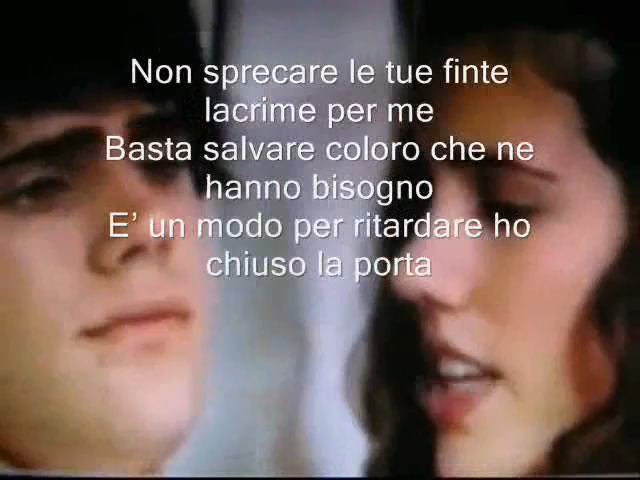 Non sprecare le tue finte
lacrime per me
Basta salvare coloro che ne
hanno bisogno
E’ un modo per ritardare ho
chiuso la porta